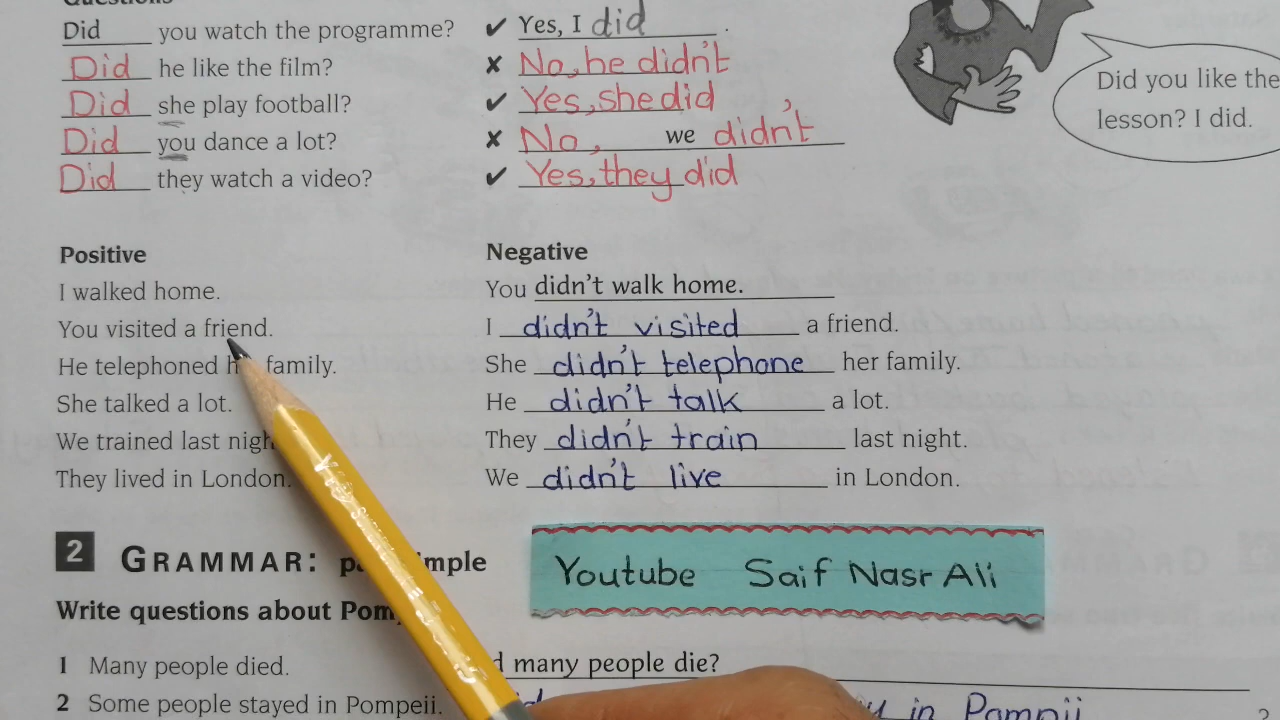 Questions
Did you watch the programme? ✔ Yes, I did .
Did he like the film? ✘ No, he didn't
Did she play football? ✔ Yes, she did
Did you dance a lot? ✘ No, we didn't
Did they watch a video? ✔ Yes, they did
Did you like the
lesson? I did.
Positive Negative
I walked home. You didn't walk home.
You visited a friend. I didn't visited a friend.
He telephoned family. She didn't telephone her family.
She talked a lot. He didn't talk a lot.
We trained last They didn't train last night.
They lived in London. We didn't live in London.
2 GRAMMAR:
Youtube Saif Nasr Ali
Write questions about
1 Many people died. many people die?
2 Some people stayed in Pompeii. in Pompii